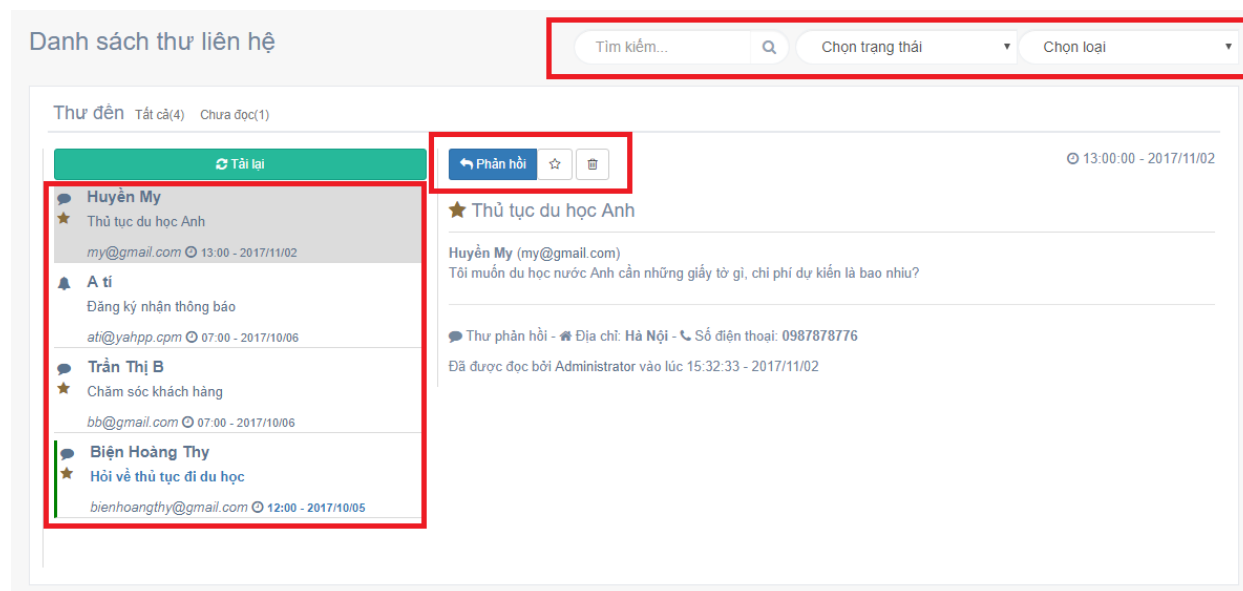 Danh sách thư liên hệ
Tìm kiếm... Chọn trạng thái Chọn loại
Thư đến Tất cả(4) Chưa đọc(1)
Tải lại
Huyền My
Thủ tục du học Anh
my@gmail.com 13:00 - 2017/11/02
A tí
Đăng ký nhận thông báo
ati@yahpp.cpm 07:00 - 2017/10/06
Trần Thị B
Chăm sóc khách hàng
bb@gmail.com 07:00 - 2017/10/06
Biện Hoàng Thy
Hỏi về thủ tục đi du học
bienhoangthy@gmail.com 12:00 - 2017/10/05
Phản hồi 13:00:00 - 2017/11/02
Thủ tục du học Anh
Huyền My (my@gmail.com)
Tôi muốn du học nước Anh cần những giấy tờ gì, chi phí dự kiến là bao nhiu?
Thư phản hồi - Địa chỉ: Hà Nội - Số điện thoại: 0987878776
Đã được đọc bởi Administrator vào lúc 15:32:33 - 2017/11/02